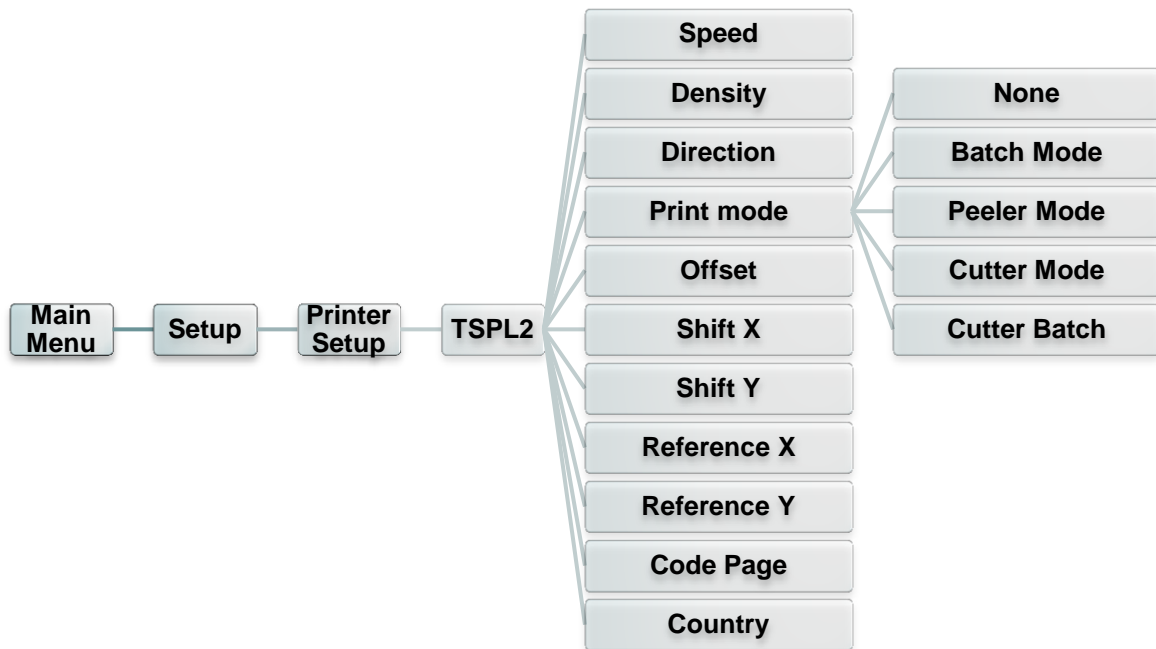 Main
Menu
Setup
Printer
Setup
TSPL2
Speed
Density
Direction
Print mode
Offset
Shift X
Shift Y
Reference X
Reference Y
Code Page
Country
None
Batch Mode
Peeler Mode
Cutter Mode
Cutter Batch